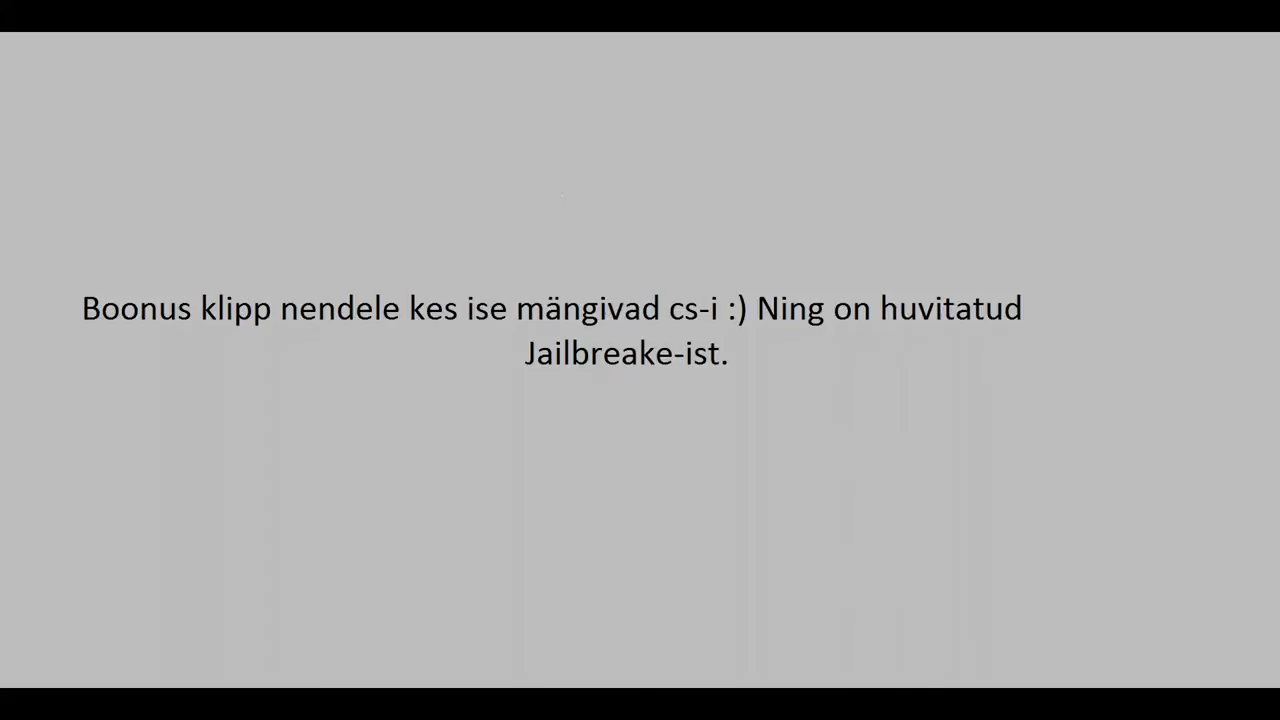 Boonus klipp nendele kes ise mängivad cs-i :) Ning on huvitatud
Jailbreake-ist.